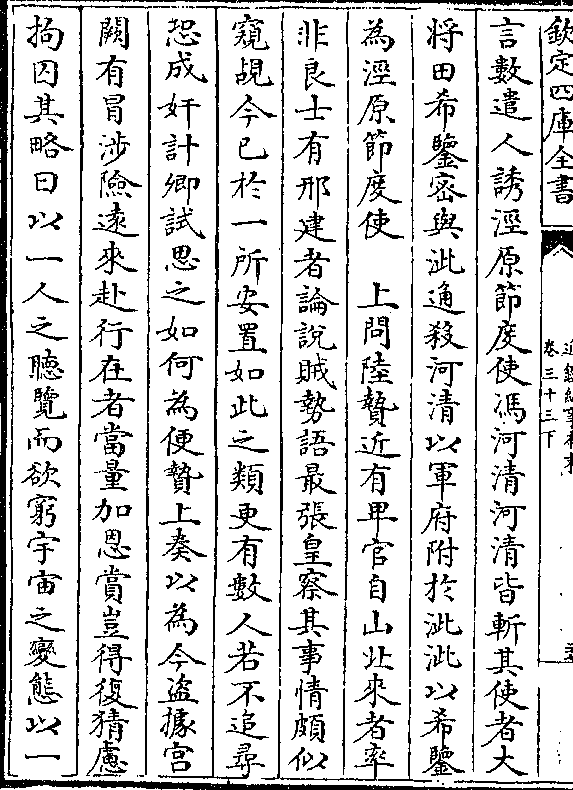 欽定四庫全書
卷三十三下
言數遣人誘涇原節度使馮河清河清皆斬其使者大
将田希鑒密與泚通殺河清以軍府附於泚泚以希鑒
為涇原節度使　上問陸贄近有卑官自山北來者率
非良士有邢建者論說賊勢語最張皇察其事情頗似
窺覘今已於一所安置如此之類更有數人若不追尋
恐成奸計卿試思之如何為便贄上奏以為今盜據宫
闕有冒涉險遠來赴行在者當量加恩賞豈得復猜慮
拘囚其略曰以一人之聽覽而欲窮宇宙之變態以一